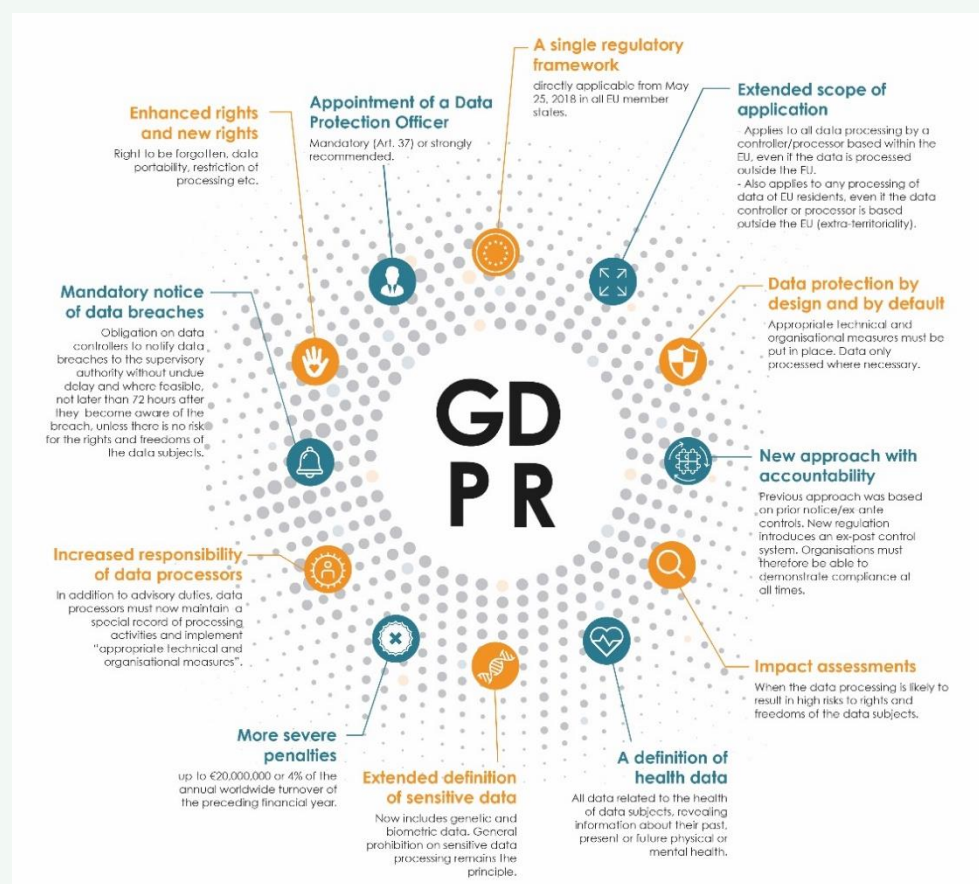 A single regulatory
framework
directly applicable from May
25, 2018 in all EU member
states.
Extended scope of
application
- Applies to all data processing by a
controller/processor based within the
EU, even if the data is processed
outside the EU.
- Also applies to any processing of
data of EU residents, even if the data
controller or processor is based
outside the EU (extra-territoriality).
Data protection by
design and by default
Appropriate technical and
organisational measures must be
put in place. Data only
processed where necessary.
New approach with
accountability
Previous approach was based
on prior notice/ex ante
controls. New regulation
introduces an ex-post control
system. Organisations must
therefore be able to
demonstrate compliance at
all times.
Impact assessments
When the data processing is likely to
result in high risks to rights and
freedoms of the data subjects.
A definition of
health data
All data related to the health
of data subjects, revealing
information about their past,
present or future physical or
mental health.
Extended definition
of sensitive data
Now includes genetic and
biometric data. General
prohibition on sensitive data
processing remains the
principle.
More severe
penalties
up to €20,000,000 or 4% of the
annual worldwide turnover of
the preceding financial year.
Increased responsibility
of data processors
In addition to advisory duties, data
processors must now maintain a
special record of processing
activities and implement
"appropriate technical and
organisational measures".
Mandatory notice
of data breaches
Obligation on data
controllers to notify data
breaches to the supervisory
authority without undue
delay and where feasible,
not later than 72 hours after
they become aware of the
breach, unless there is no risk
for the rights and freedoms of
the data subjects.
Enhanced rights
and new rights
Right to be forgotten, data
portability, restriction of
processing etc.
Appointment of a Data
Protection Officer
Mandatory (Art. 37) or strongly
recommended.
GD
PR